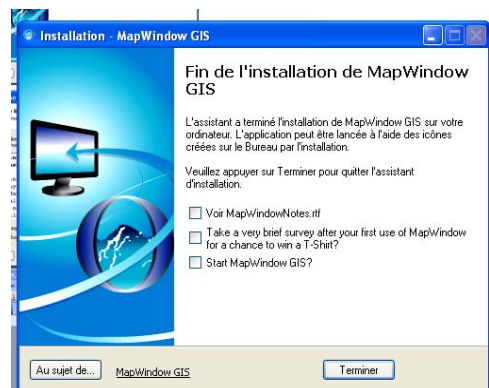 Installation - MapWindow GIS
Fin de l'installation de MapWindow
GIS
L'assistant a terminé l'installation de MapWindow GIS sur votre
ordinateur. L'application peut être lancée à l'aide des icônes
créées sur le Bureau par l'installation.
Veuillez appuyer sur Terminer pour quitter l'assistant
d'installation.
Voir MapWindowNotes.rtf
Take a very brief survey after your first use of MapWindow
for a chance to win a T-Shirt?
Start MapWindow GIS?
Au sujet de...
MapWindow GIS
Terminer